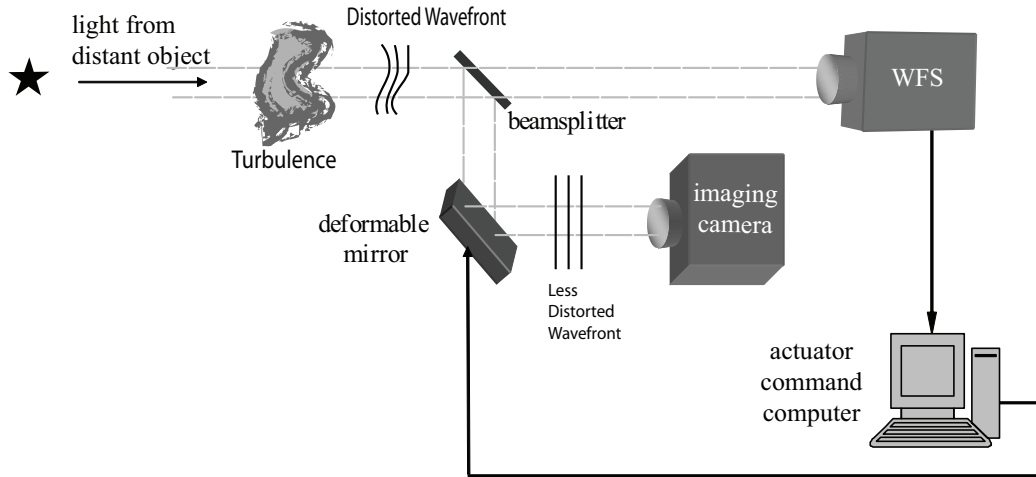 Distorted Wavefront
light from
distant object
WFS
beamsplitter
Turbulence
imaging
camera
deformable
mirror
Less
Distorted
Wavefront
actuator
command
computer